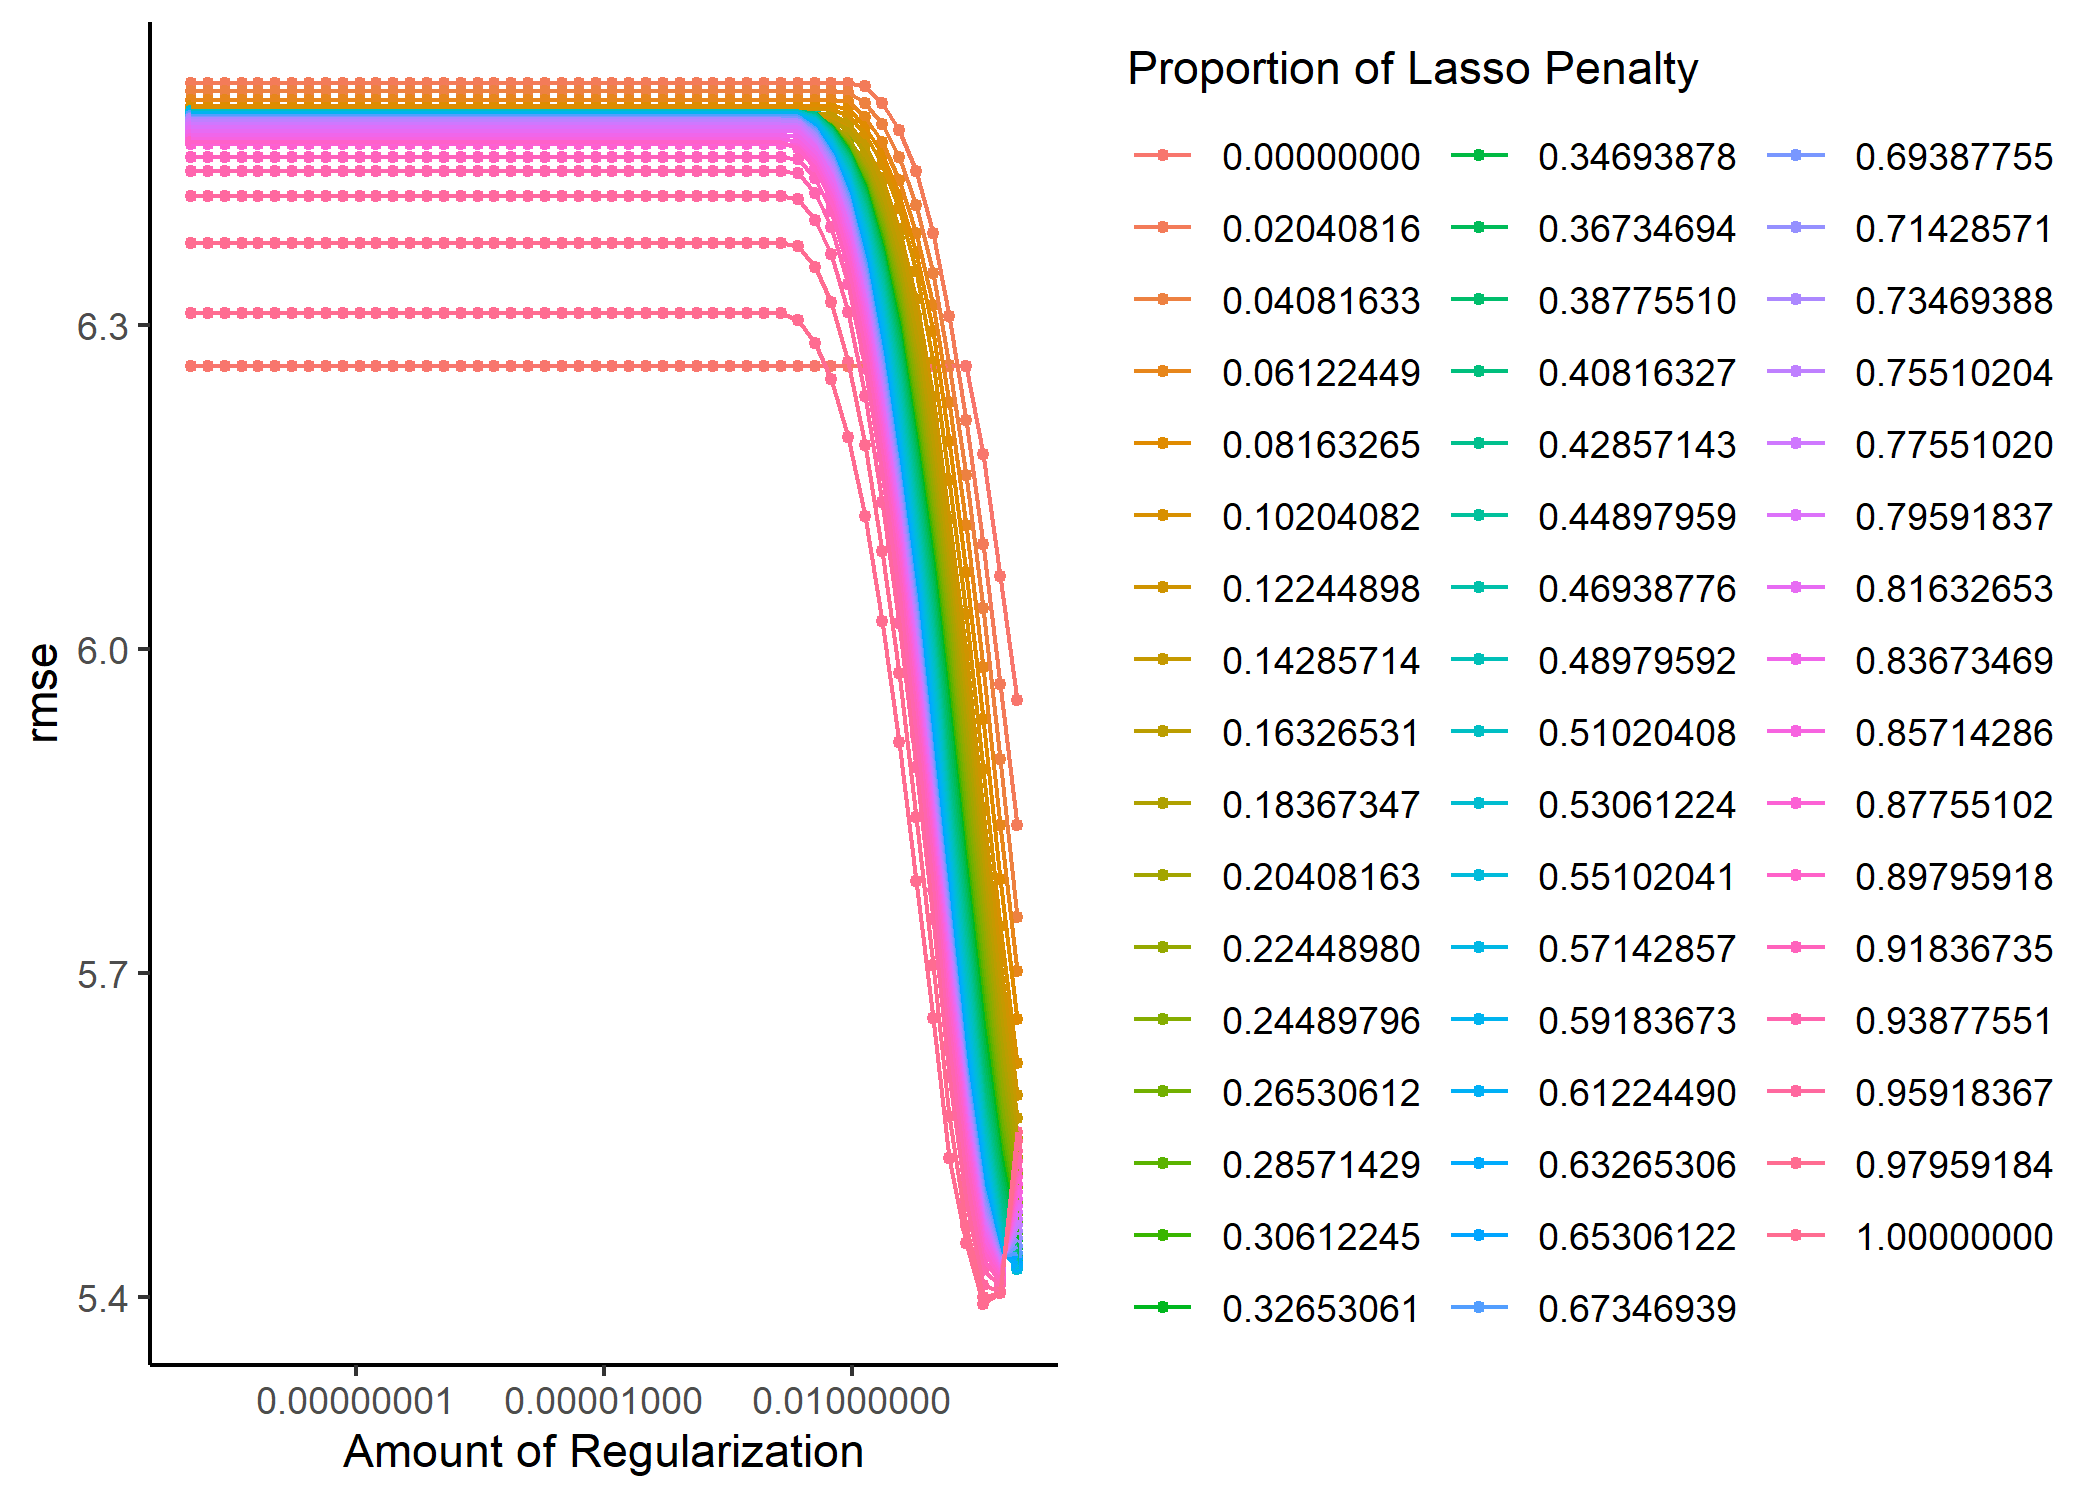 Proportion of Lasso Penalty
0.00000000 0.34693878 0.69387755
0.02040816 0.36734694 0.71428571
0.04081633 0.38775510 0.73469388
0.06122449 0.40816327 0.75510204
0.08163265 0.42857143 0.77551020
0.10204082 0.44897959 0.79591837
0.12244898 0.46938776 0.81632653
0.14285714 0.48979592 0.83673469
0.16326531 0.51020408 0.85714286
0.18367347 0.53061224 0.87755102
0.20408163 0.55102041 0.89795918
0.22448980 0.57142857 0.91836735
0.24489796 0.59183673 0.93877551
0.26530612 0.61224490 0.95918367
0.28571429 0.63265306 0.97959184
0.30612245 0.65306122 1.00000000
0.32653061 0.67346939
rmse
6.3
6.0
5.7
5.4
0.00000001 0.00001000 0.01000000
Amount of Regularization